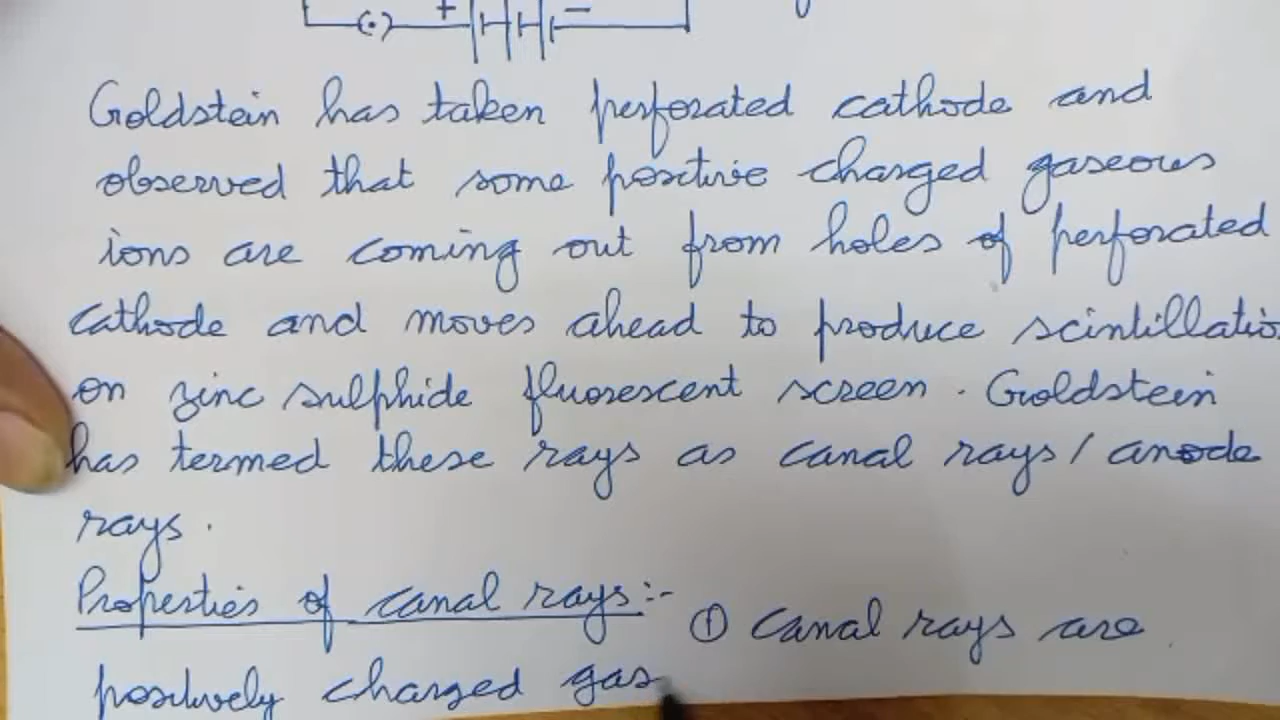 + –
Goldstein has taken perforated cathode and
observed that some positive charged gaseous
ions are coming out from holes of perforated
cathode and moves ahead to produce scintillatio
on zinc sulphide fluorescent screen. Goldstein
has termed these rays as canal rays / anode
rays.
Properties of canal rays:- ① Canal rays are
positively charged gas